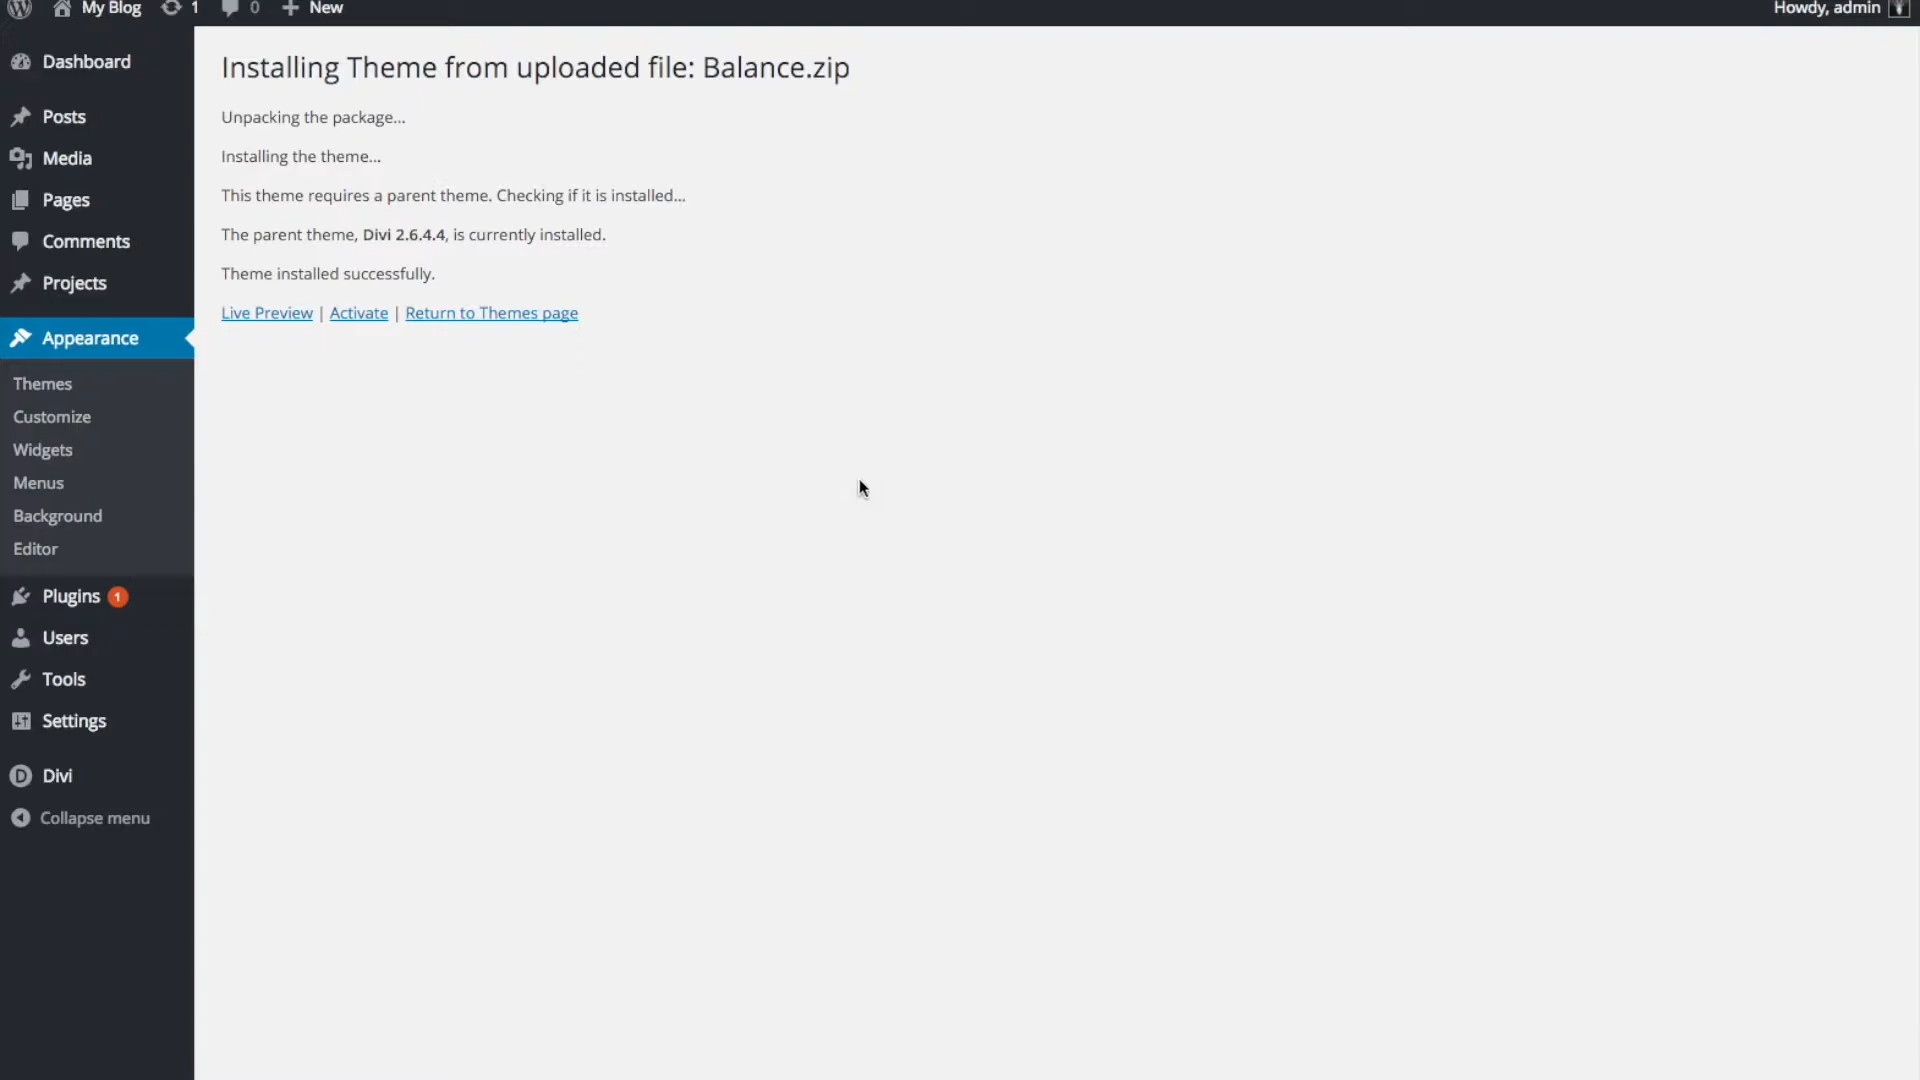 My Blog 1 0 New Howdy, admin
Dashboard
Posts
Media
Pages
Comments
Projects
Appearance
Themes
Customize
Widgets
Menus
Background
Editor
Plugins 1
Users
Tools
Settings
Divi
Collapse menu
Installing Theme from uploaded file: Balance.zip
Unpacking the package...
Installing the theme...
This theme requires a parent theme. Checking if it is installed...
The parent theme, Divi 2.6.4.4, is currently installed.
Theme installed successfully.
Live Preview | Activate | Return to Themes page